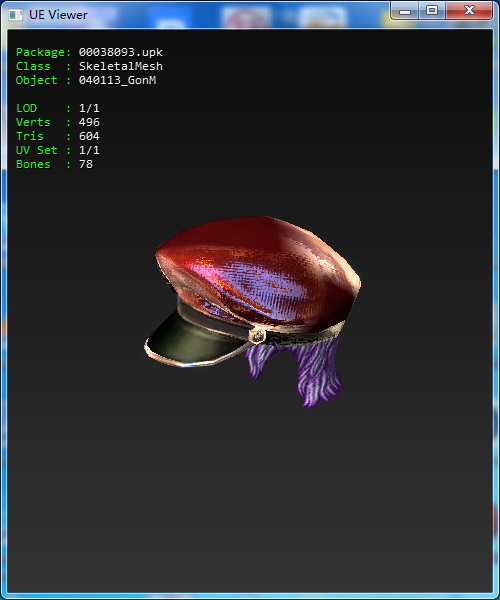 UE Viewer
Package: 00038093.upk
Class  : SkeletalMesh
Object : 040113_GonM
LOD    : 1/1
Verts  : 496
Tris   : 604
UV Set : 1/1
Bones  : 78